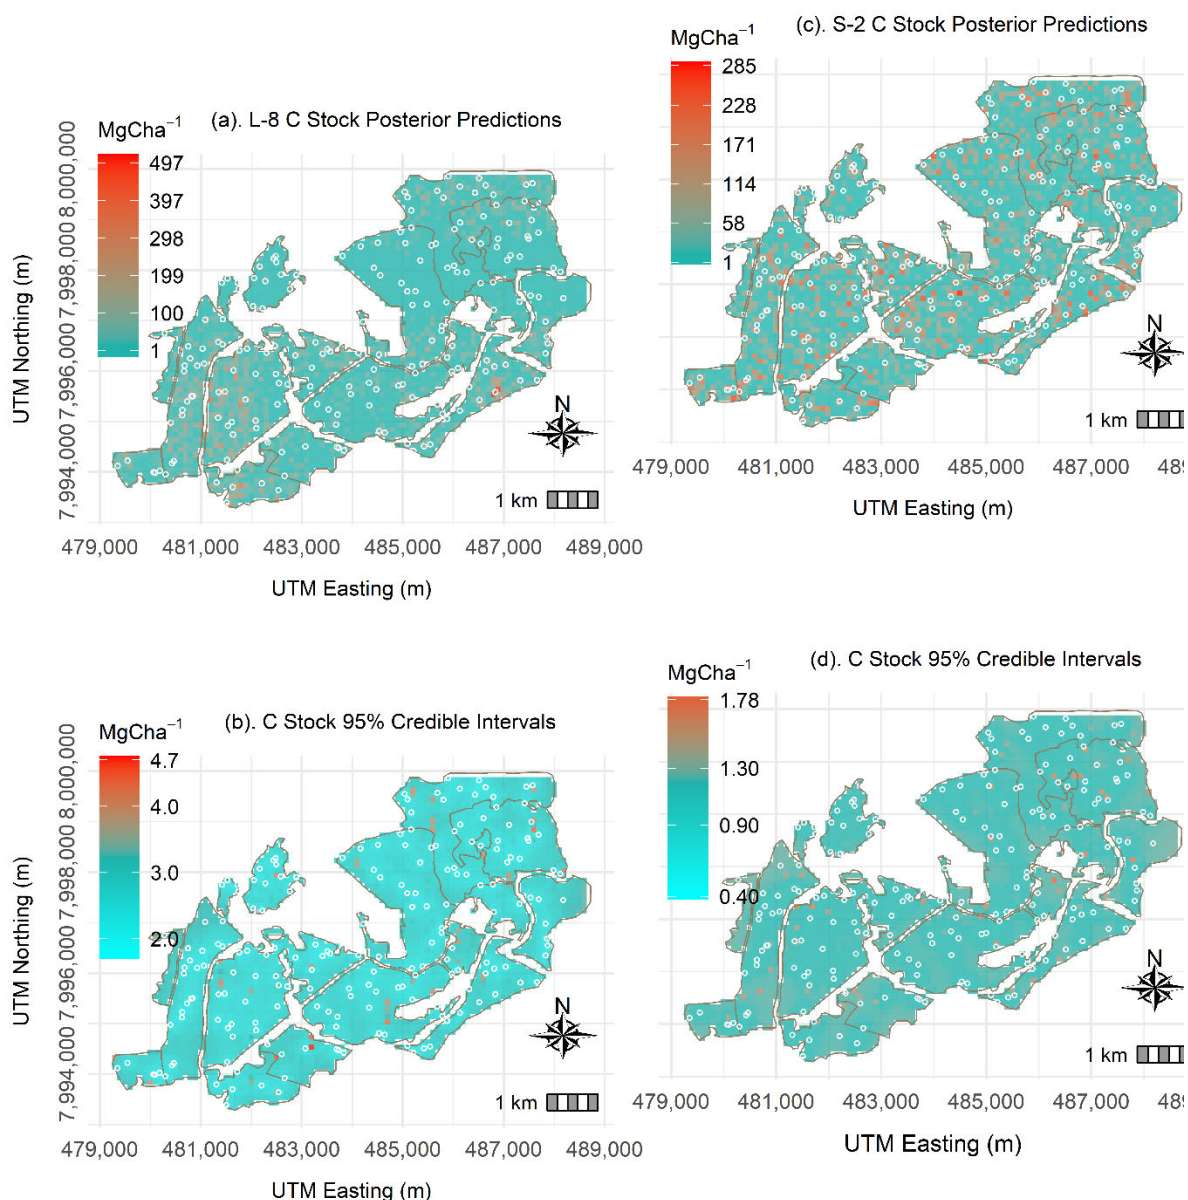 (a). L-8 C Stock Posterior Predictions
MgCha⁻¹
497
397
298
199
100
1
UTM Northing (m)
8,000,000
7,998,000
7,996,000
7,994,000
N
1 km
479,000 481,000 483,000 485,000 487,000 489,000
UTM Easting (m)
(c). S-2 C Stock Posterior Predictions
MgCha⁻¹
285
228
171
114
58
1
N
1 km
479,000 481,000 483,000 485,000 487,000 489
UTM Easting (m)
(b). C Stock 95% Credible Intervals
MgCha⁻¹
4.7
4.0
3.0
2.0
UTM Northing (m)
8,000,000
7,998,000
7,996,000
7,994,000
N
1 km
479,000 481,000 483,000 485,000 487,000 489,000
UTM Easting (m)
(d). C Stock 95% Credible Intervals
MgCha⁻¹
1.78
1.30
0.90
0.40
N
1 km
479,000 481,000 483,000 485,000 487,000 489
UTM Easting (m)